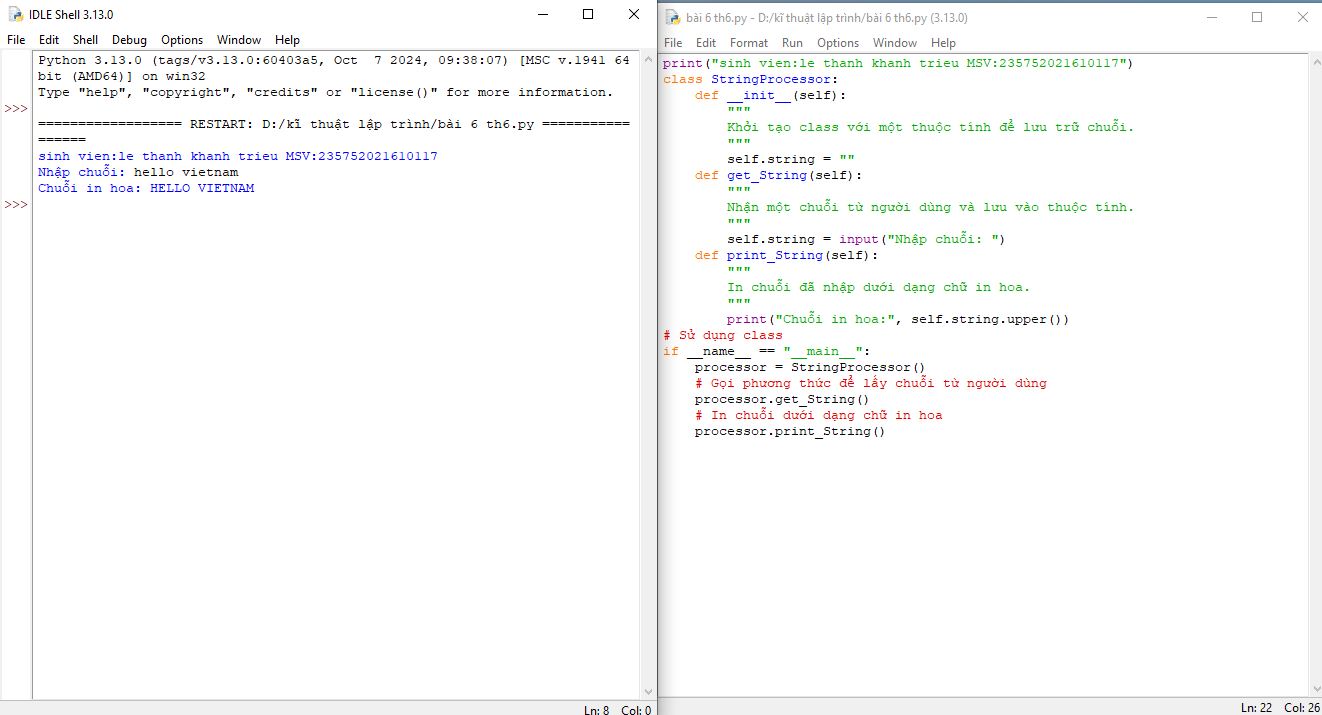 IDLE Shell 3.13.0
File Edit Shell Debug Options Window Help
Python 3.13.0 (tags/v3.13.0:60403a5, Oct  7 2024, 09:38:07) [MSC v.1941 64
bit (AMD64)] on win32
Type "help", "copyright", "credits" or "license()" for more information.
>>>
================== RESTART: D:/kĩ thuật lập trình/bài 6 th6.py ===========
======
sinh vien:le thanh khanh trieu MSV:235752021610117
Nhập chuỗi: hello vietnam
Chuỗi in hoa: HELLO VIETNAM
>>>
Ln: 8 Col: 0
bài 6 th6.py - D:/kĩ thuật lập trình/bài 6 th6.py (3.13.0)
File Edit Format Run Options Window Help
print("sinh vien:le thanh khanh trieu MSV:235752021610117")
class StringProcessor:
    def __init__(self):
        """
        Khởi tạo class với một thuộc tính để lưu trữ chuỗi.
        """
        self.string = ""
    def get_String(self):
        """
        Nhận một chuỗi từ người dùng và lưu vào thuộc tính.
        """
        self.string = input("Nhập chuỗi: ")
    def print_String(self):
        """
        In chuỗi đã nhập dưới dạng chữ in hoa.
        """
        print("Chuỗi in hoa:", self.string.upper())
# Sử dụng class
if __name__ == "__main__":
    processor = StringProcessor()
    # Gọi phương thức để lấy chuỗi từ người dùng
    processor.get_String()
    # In chuỗi dưới dạng chữ in hoa
    processor.print_String()
Ln: 22 Col: 26